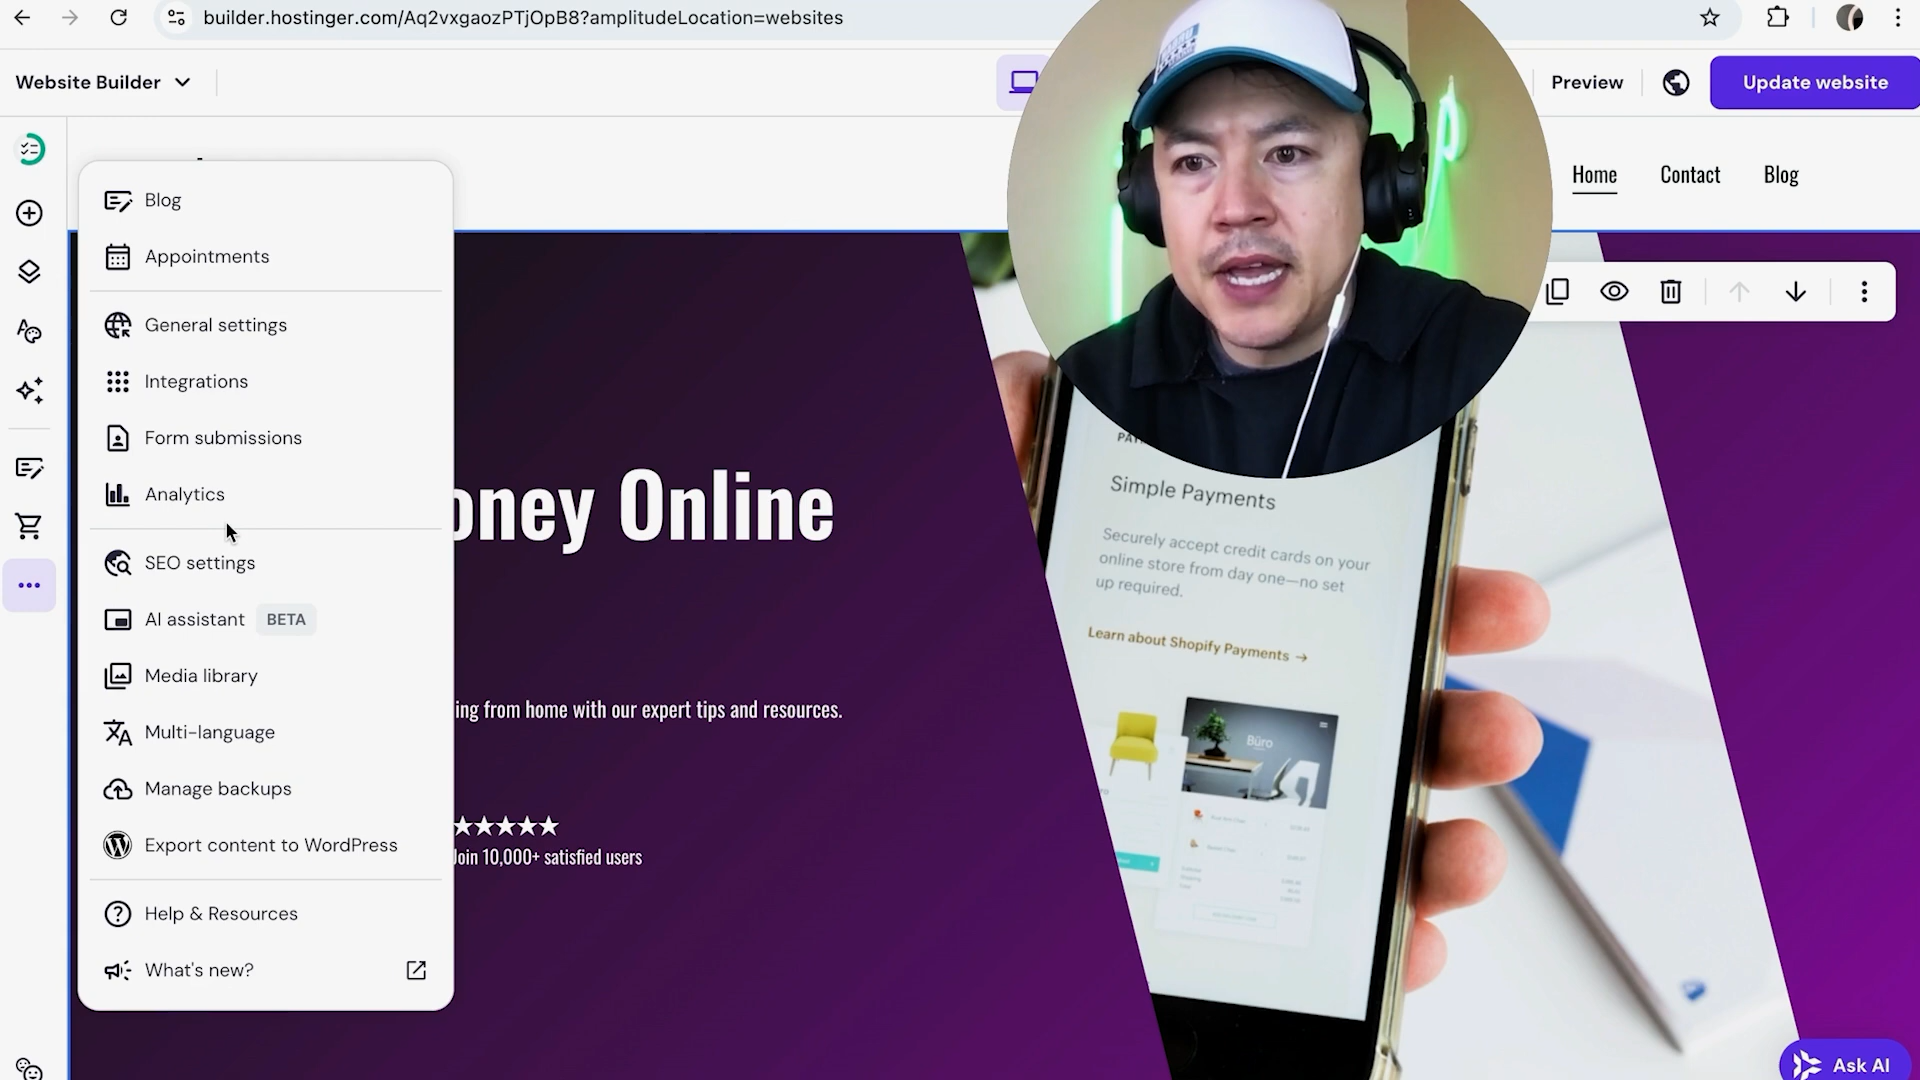 builder.hostinger.com/Aq2vxgaozPTjOpB8?amplitudeLocation=websites
Website Builder
Preview
Update website
Home
Contact
Blog
Blog
Appointments
General settings
Integrations
Form submissions
Analytics
SEO settings
AI assistant BETA
Media library
Multi-language
Manage backups
Export content to WordPress
Help & Resources
What's new?
oney Online
ing from home with our expert tips and resources.
★★★★★
Join 10,000+ satisfied users
Simple Payments
Securely accept credit cards on your
online store from day one—no set
up required.
Learn about Shopify Payments →
Büro
Ask AI